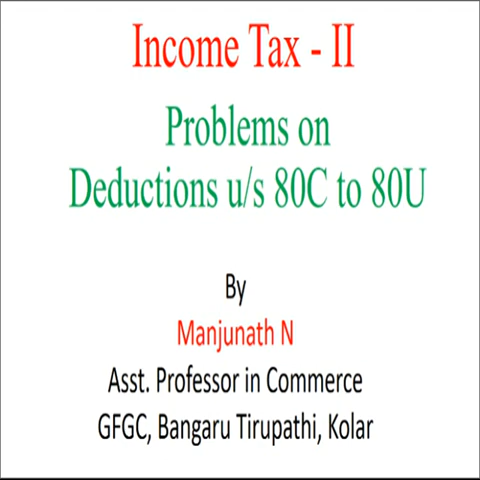 Income Tax - II
Problems on
Deductions u/s 80C to 80U
By
Manjunath N
Asst. Professor in Commerce
GFGC, Bangaru Tirupathi, Kolar